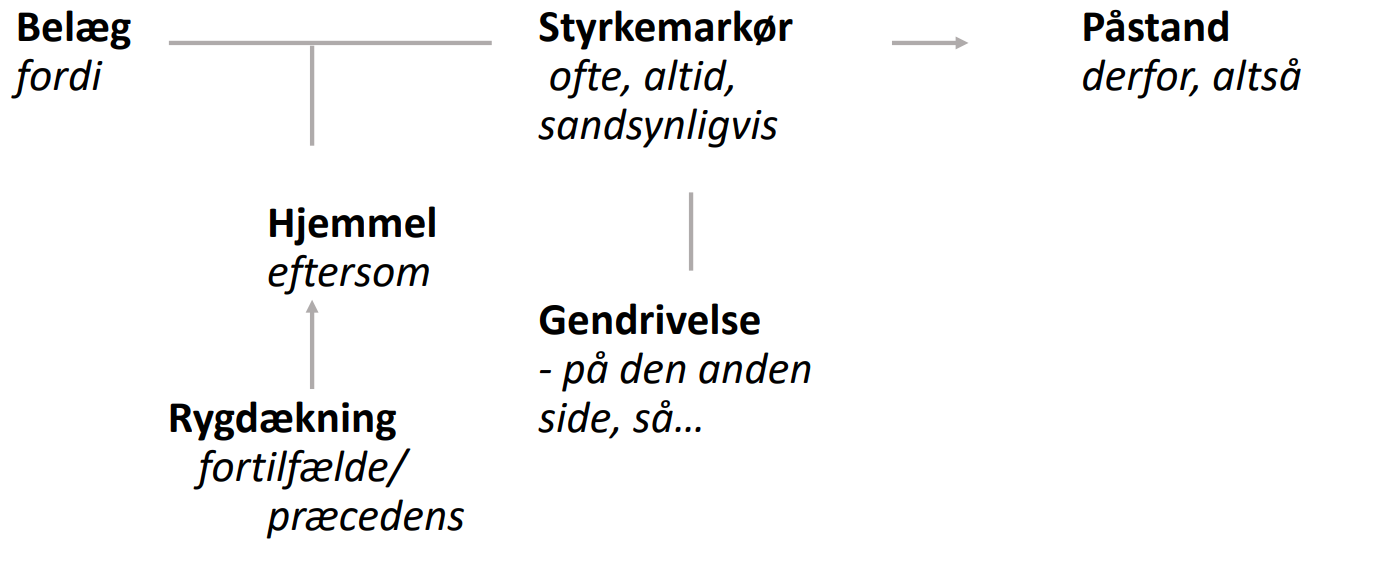 Belæg
fordi
Styrkemarkør
ofte, altid,
sandsynligvis
Påstand
derfor, altså
Hjemmel
eftersom
Gendrivelse
- på den anden
side, så…
Rygdækning
fortilfælde/
præcedens